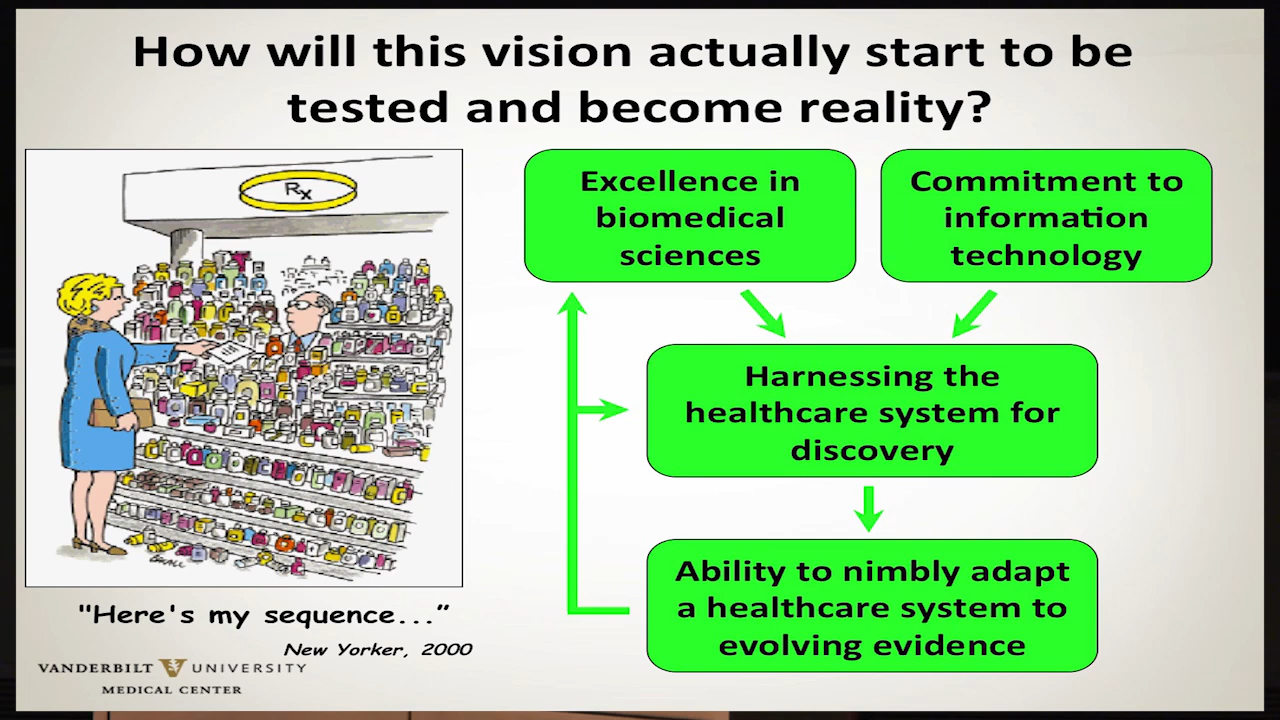 How will this vision actually start to be
tested and become reality?
Rx
"Here's my sequence...”
New Yorker, 2000
VANDERBILT UNIVERSITY
MEDICAL CENTER
Excellence in
biomedical
sciences
Commitment to
information
technology
Harnessing the
healthcare system for
discovery
Ability to nimbly adapt
a healthcare system to
evolving evidence